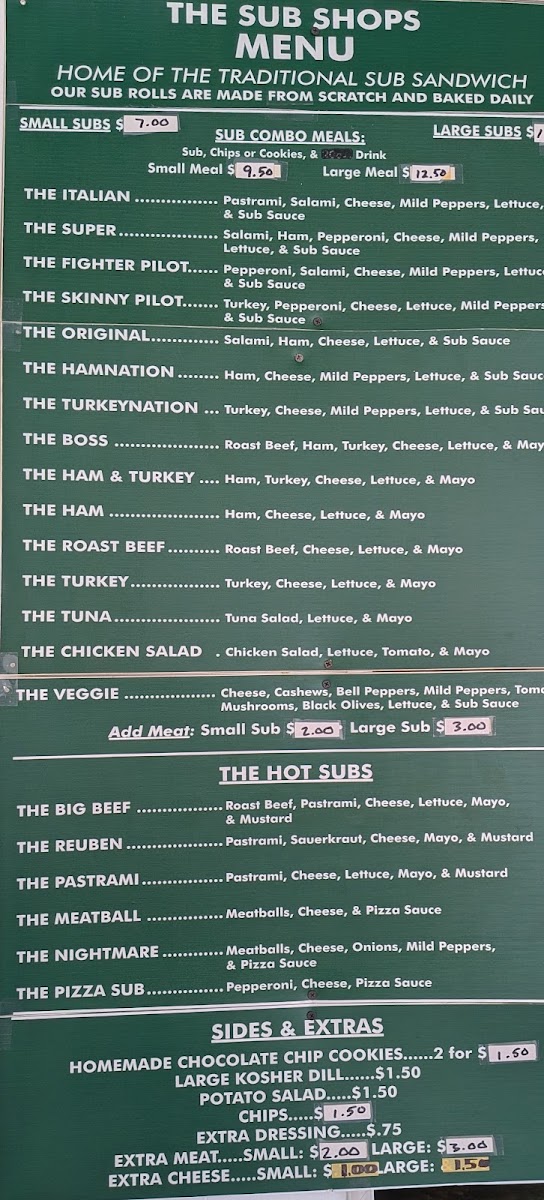 THE SUB SHOPS
MENU
HOME OF THE TRADITIONAL SUB SANDWICH
OUR SUB ROLLS ARE MADE FROM SCRATCH AND BAKED DAILY
SMALL SUBS $ 7.00
LARGE SUBS $
SUB COMBO MEALS:
Sub, Chips or Cookies, & Drink
Small Meal $ 9.50 Large Meal $ 12.50
THE ITALIAN ................ Pastrami, Salami, Cheese, Mild Peppers, Lettuce,
& Sub Sauce
THE SUPER................... Salami, Ham, Pepperoni, Cheese, Mild Peppers,
Lettuce, & Sub Sauce
THE FIGHTER PILOT...... Pepperoni, Salami, Cheese, Mild Peppers,
& Sub Sauce
THE SKINNY PILOT....... Turkey, Pepperoni, Cheese, Lettuce, Mild Peppers
& Sub Sauce
THE ORIGINAL............. Salami, Ham, Cheese, Lettuce, & Sub Sauce
THE HAMNATION ........ Ham, Cheese, Mild Peppers, Lettuce, & Sub
THE TURKEYNATION ... Turkey, Cheese, Mild Peppers, Lettuce, & Sub
THE BOSS .................... Roast Beef, Ham, Turkey, Cheese, Lettuce, &
THE HAM & TURKEY .... Ham, Turkey, Cheese, Lettuce, & Mayo
THE HAM ..................... Ham, Cheese, Lettuce, & Mayo
THE ROAST BEEF.......... Roast Beef, Cheese, Lettuce, & Mayo
THE TURKEY................. Turkey, Cheese, Lettuce, & Mayo
THE TUNA.................... Tuna Salad, Lettuce, & Mayo
THE CHICKEN SALAD . Chicken Salad, Lettuce, Tomato, & Mayo
THE VEGGIE .................. Cheese, Cashews, Bell Peppers, Mild Peppers,
Mushrooms, Black Olives, Lettuce, & Sub Sauce
Add Meat: Small Sub $ 2.00 Large Sub $ 3.00
THE HOT SUBS
THE BIG BEEF ................. Roast Beef, Pastrami, Cheese, Lettuce, Mayo,
& Mustard
THE REUBEN ................... Pastrami, Sauerkraut, Cheese, Mayo, & Mustard
THE PASTRAMI................ Pastrami, Cheese, Lettuce, Mayo, & Mustard
THE MEATBALL ............... Meatballs, Cheese, & Pizza Sauce
THE NIGHTMARE ............ Meatballs, Cheese, Onions, Mild Peppers,
& Pizza Sauce
THE PIZZA SUB............... Pepperoni, Cheese, Pizza Sauce
SIDES & EXTRAS
HOMEMADE CHOCOLATE CHIP COOKIES......2 for $ 1.50
LARGE KOSHER DILL......$1.50
POTATO SALAD.....$1.50
CHIPS.....$ 1.50
EXTRA DRESSING.....$.75
EXTRA MEAT.....SMALL: $ 2.00 LARGE: $ 3.00
EXTRA CHEESE.....SMALL: $ 1.00 LARGE: 1.50